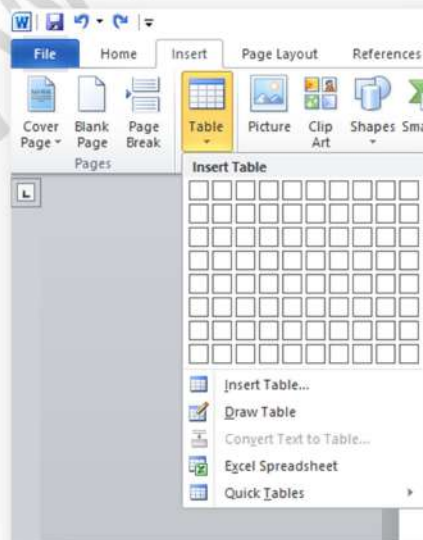 File Home Insert Page Layout References
Cover Page
Blank Page
Page Break
Table
Picture
Clip Art
Shapes
Pages
Insert Table
Insert Table...
Draw Table
Convert Text to Table...
Excel Spreadsheet
Quick Tables